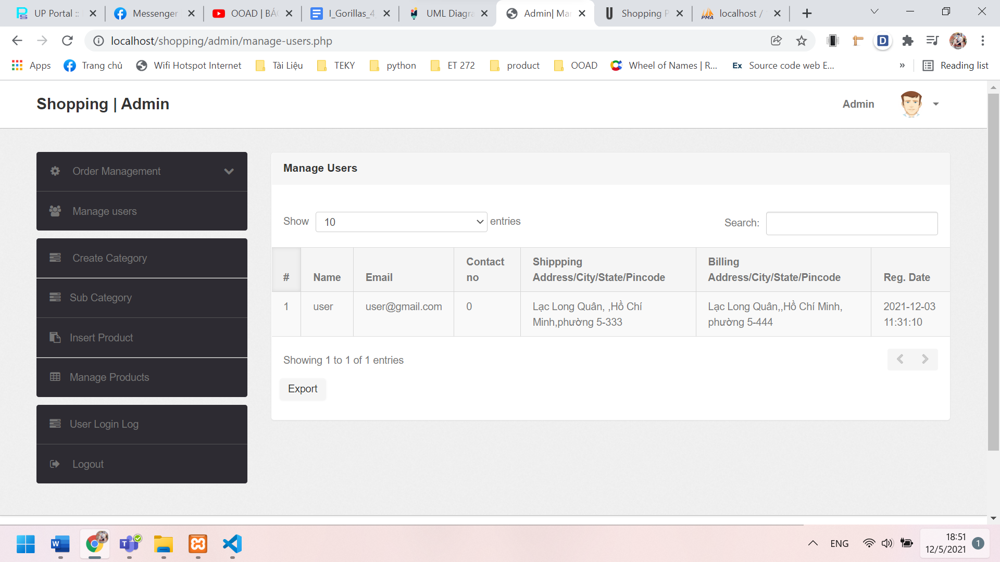 UP Portal ::
Messenger
OOAD | BÁ
I_Gorillas_4
UML Diagra
Admin| Ma
Shopping P
PMA
localhost /
localhost/shopping/admin/manage-users.php
D
Apps
Trang chủ
Wifi Hotspot Internet
Tài Liệu
TEKY
python
ET 272
product
OOAD
Wheel of Names | R...
Ex
Source code web E...
»
Reading list
Shopping | Admin
Admin
Order Management
Manage users
Create Category
Sub Category
Insert Product
Manage Products
User Login Log
Logout
Manage Users
Show 10 entries
Search:
# Name Email Contact no Shippping Address/City/State/Pincode Billing Address/City/State/Pincode Reg. Date
1 user user@gmail.com 0 Lạc Long Quân, ,Hồ Chí Minh,phường 5-333 Lạc Long Quân,,Hồ Chí Minh, phường 5-444 2021-12-03 11:31:10
Showing 1 to 1 of 1 entries
Export
ENG
18:51
12/5/2021
1